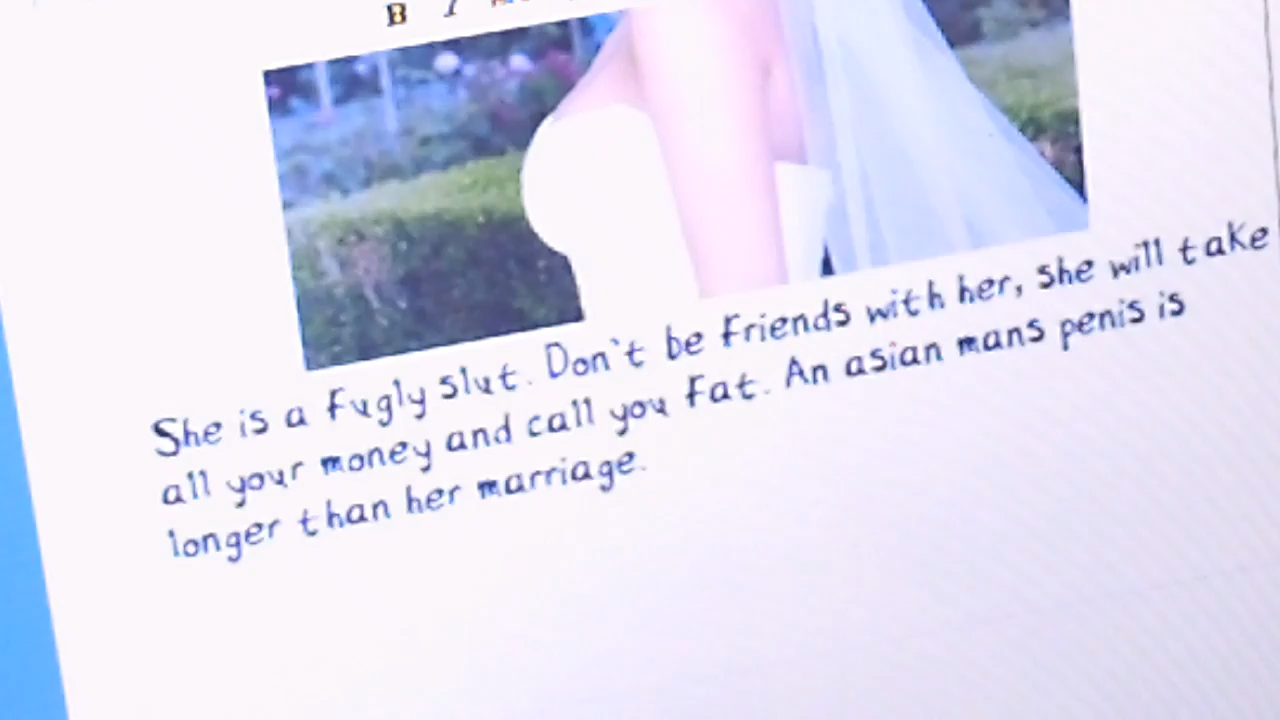 B I
She is a fugly slut. Don't be friends with her, she will take
all your money and call you fat. An asian mans penis is
longer than her marriage.